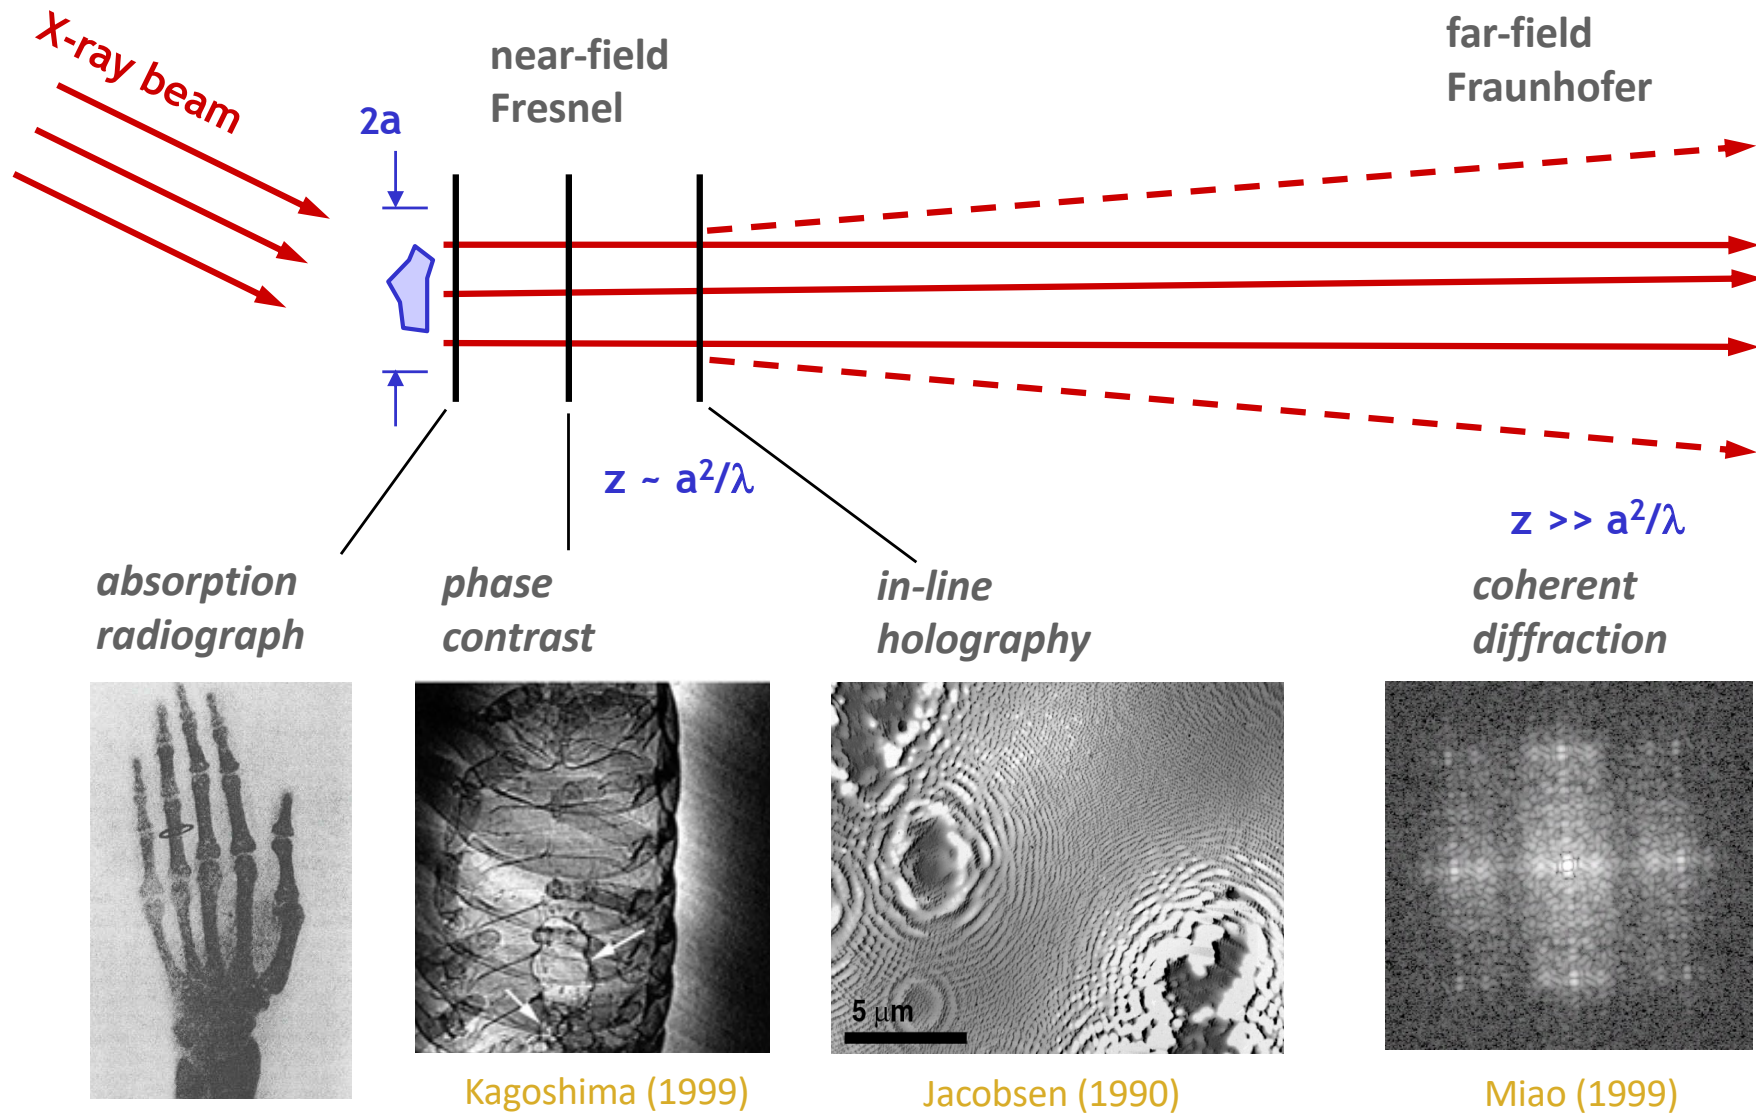 X-ray beam
near-field
Fresnel
far-field
Fraunhofer
2a
z ~ a²/λ
z >> a²/λ
absorption
radiograph
phase
contrast
in-line
holography
coherent
diffraction
5 μm
Kagoshima (1999)
Jacobsen (1990)
Miao (1999)